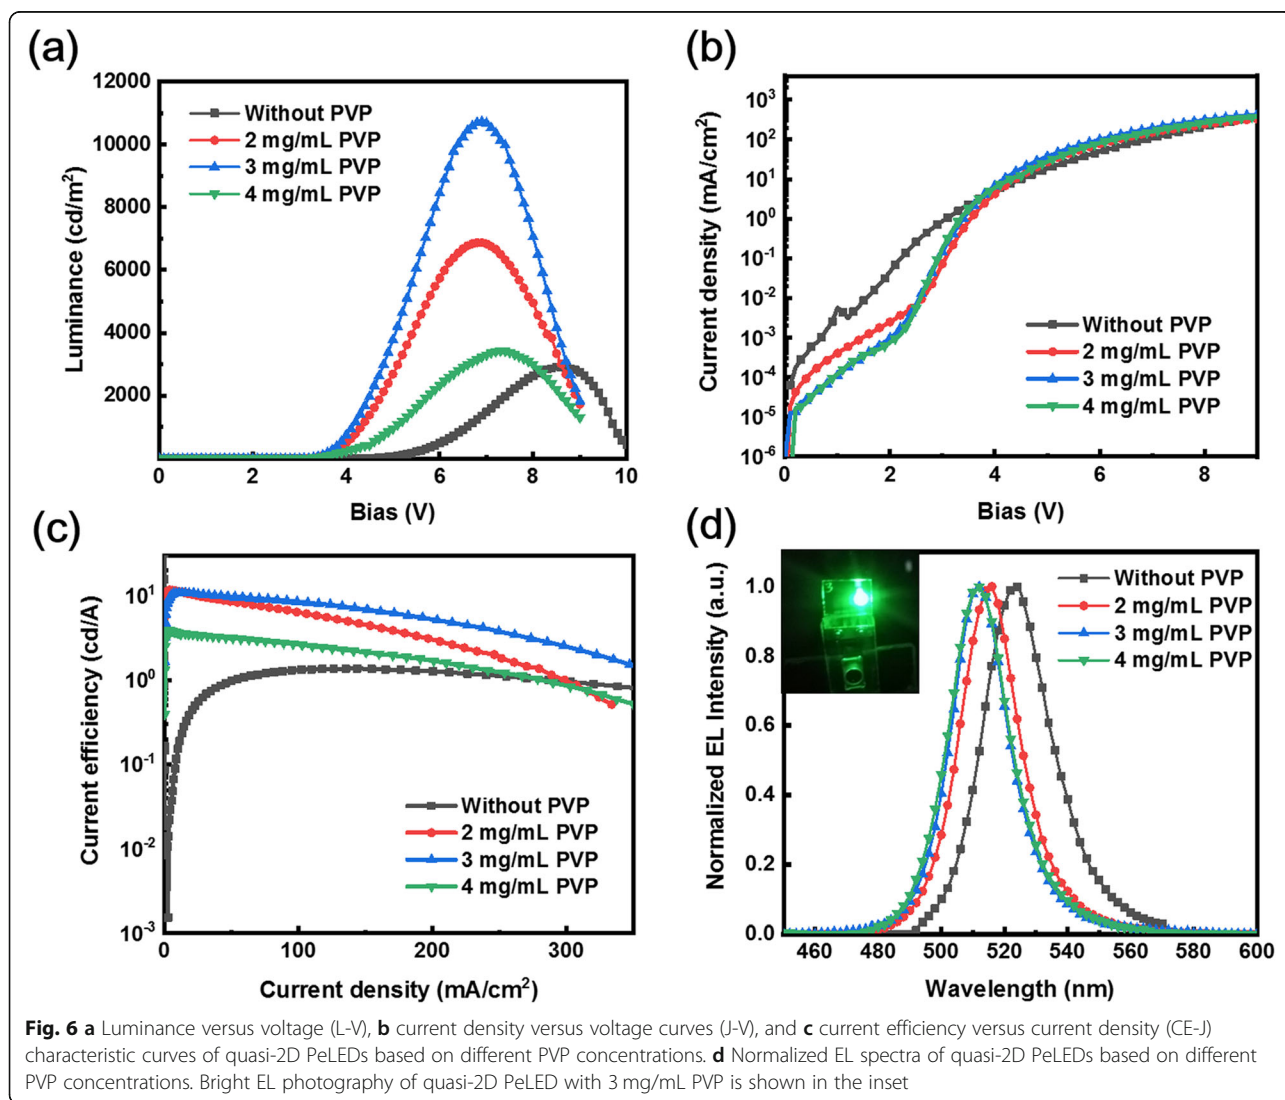 (a)
12000
10000
8000
6000
4000
2000
Luminance (cd/m²)
Without PVP
2 mg/mL PVP
3 mg/mL PVP
4 mg/mL PVP
0 2 4 6 8 10
Bias (V)
(b)
10³
10²
10¹
10⁰
10⁻¹
10⁻²
10⁻³
10⁻⁴
10⁻⁵
10⁻⁶
Current density (mA/cm²)
Without PVP
2 mg/mL PVP
3 mg/mL PVP
4 mg/mL PVP
0 2 4 6 8
Bias (V)
(c)
10¹
10⁰
10⁻¹
10⁻²
10⁻³
Current efficiency (cd/A)
Without PVP
2 mg/mL PVP
3 mg/mL PVP
4 mg/mL PVP
0 100 200 300
Current density (mA/cm²)
(d)
1.0
0.8
0.6
0.4
0.2
0.0
Normalized EL Intensity (a.u.)
Without PVP
2 mg/mL PVP
3 mg/mL PVP
4 mg/mL PVP
460 480 500 520 540 560 580 600
Wavelength (nm)
Fig. 6 a Luminance versus voltage (L-V), b current density versus voltage curves (J-V), and c current efficiency versus current density (CE-J)
characteristic curves of quasi-2D PeLEDs based on different PVP concentrations. d Normalized EL spectra of quasi-2D PeLEDs based on different
PVP concentrations. Bright EL photography of quasi-2D PeLED with 3 mg/mL PVP is shown in the inset